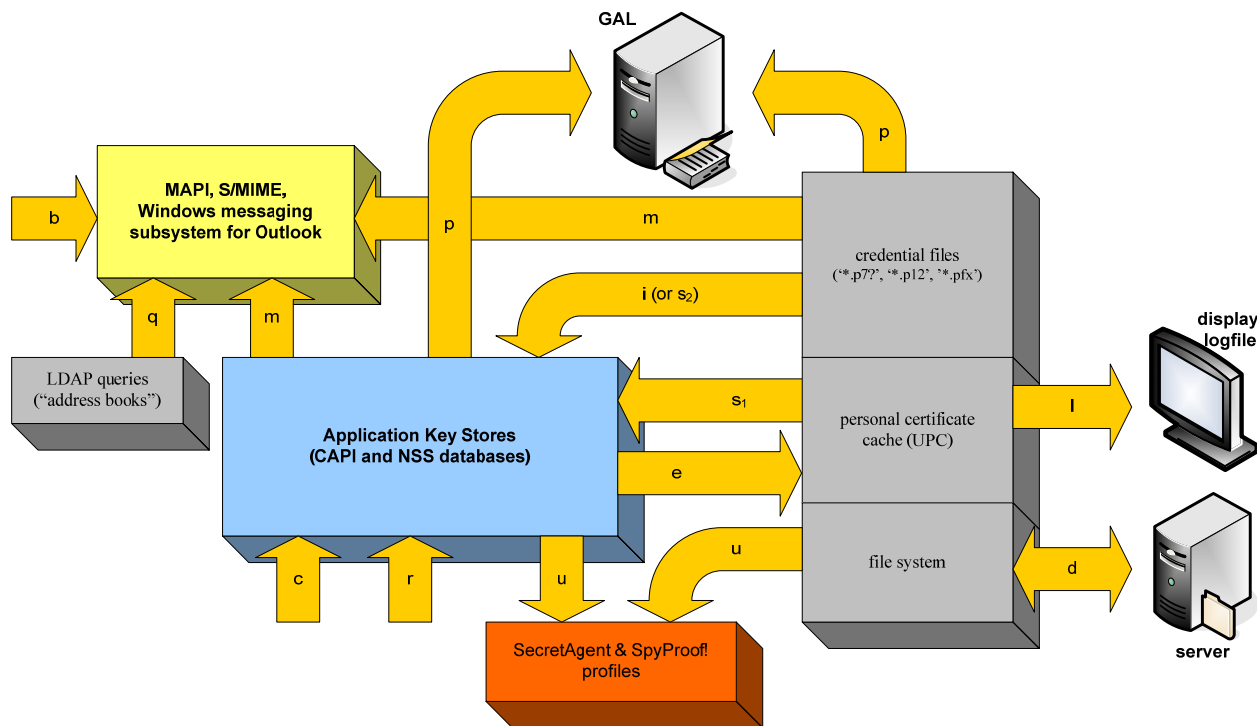 GAL
MAPI, S/MIME,
Windows messaging
subsystem for Outlook
b
p
p
m
credential files
(‘*.p7?’, ‘*.p12’, ’*.pfx’)
i (or s₂)
q
m
display
logfile
LDAP queries
(“address books”)
s₁
l
personal certificate
cache (UPC)
Application Key Stores
(CAPI and NSS databases)
e
u
file system
d
c
r
u
SecretAgent & SpyProof!
profiles
server